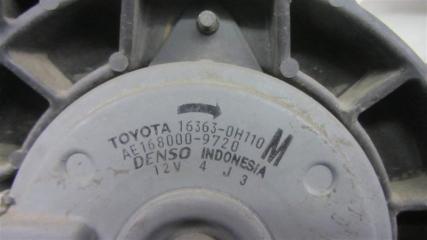 TOYOTA 16363-0H110
AE168000-9720 M
DENSO INDONESIA
12V 4 J 3